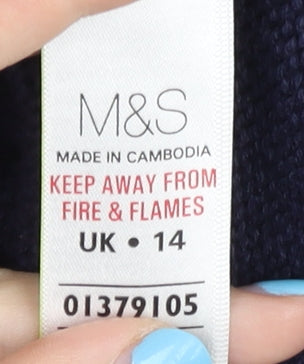 M&S
MADE IN CAMBODIA
KEEP AWAY FROM
FIRE & FLAMES
UK • 14
01379105